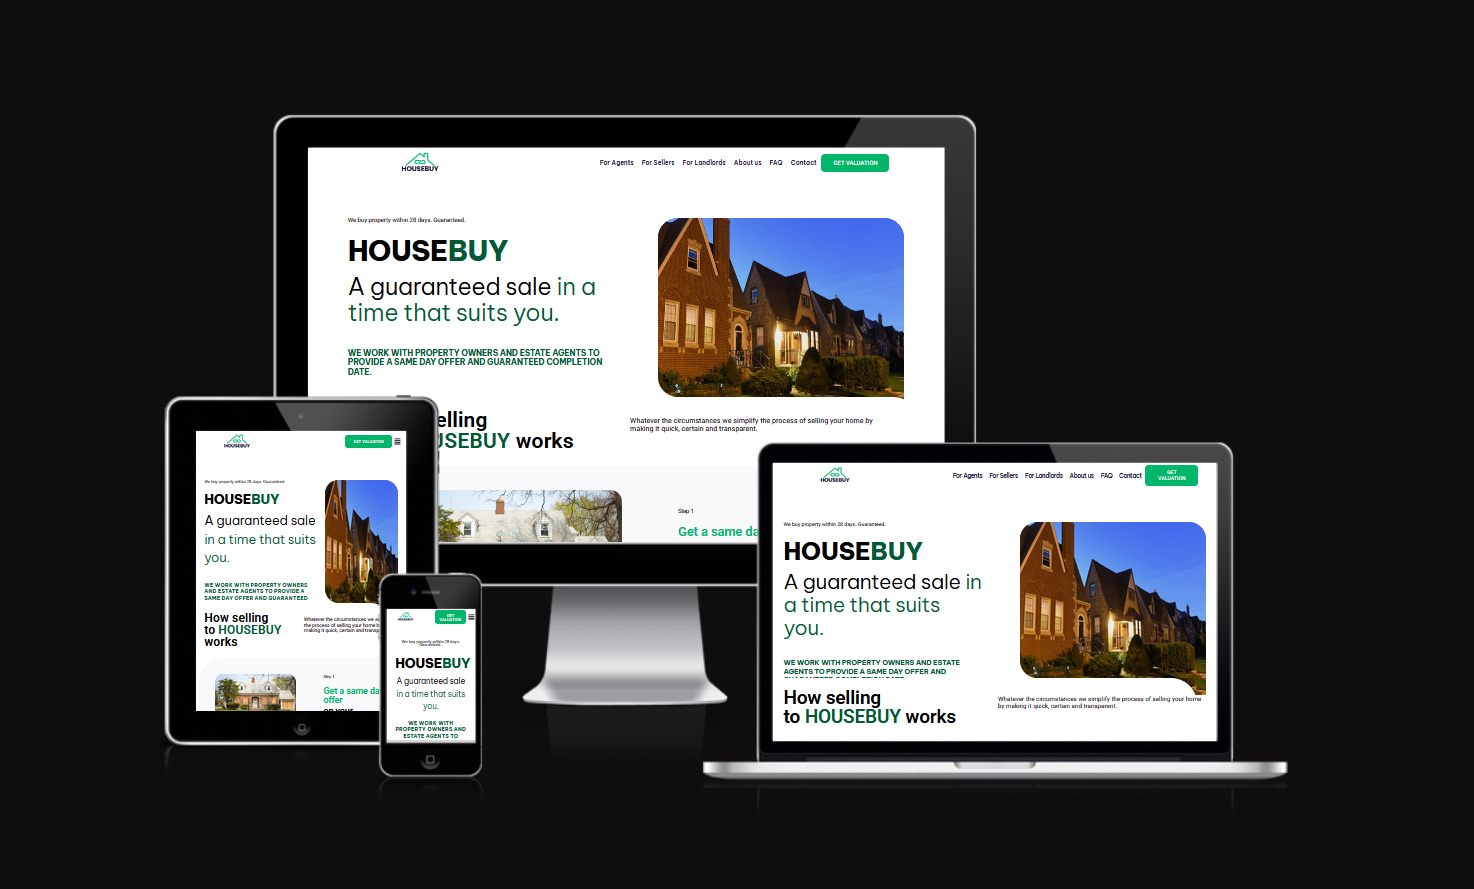 HOUSEBUY
For Agents For Sellers For Landlords About us FAQ Contact GET VALUATION
We buy property within 28 days. Guaranteed.
HOUSEBUY
A guaranteed sale in a
time that suits you.
WE WORK WITH PROPERTY OWNERS AND ESTATE AGENTS TO
PROVIDE A SAME DAY OFFER AND GUARANTEED COMPLETION
DATE.
elling
USEBUY works
Whatever the circumstances we simplify the process of selling your home by
making it quick, certain and transparent.
Step 1
Get a same da
HOUSEBUY
GET VALUATION
We buy property within 28 days. Guaranteed.
HOUSEBUY
A guaranteed sale
in a time that suits
you.
WE WORK WITH PROPERTY OWNERS
AND ESTATE AGENTS TO PROVIDE A
SAME DAY OFFER AND GUARANTEED
How selling
to HOUSEBUY
works
Whatever the circumstances we si
the process of selling your home b
making it quick, certain and transp
Step 1
Get a same da
offer
on your
HOUSEBUY
GET
VALUATION
We buy property within 28 days.
Guaranteed.
HOUSEBUY
A guaranteed sale
in a time that suits
you.
WE WORK WITH
PROPERTY OWNERS AND
ESTATE AGENTS TO
HOUSEBUY
For Agents For Sellers For Landlords About us FAQ Contact
GET
VALUATION
We buy property within 28 days. Guaranteed.
HOUSEBUY
A guaranteed sale in
a time that suits
you.
WE WORK WITH PROPERTY OWNERS AND ESTATE
AGENTS TO PROVIDE A SAME DAY OFFER AND
GUARANTEED COMPLETION DATE.
How selling
to HOUSEBUY works
Whatever the circumstances we simplify the process of selling your home
by making it quick, certain and transparent.